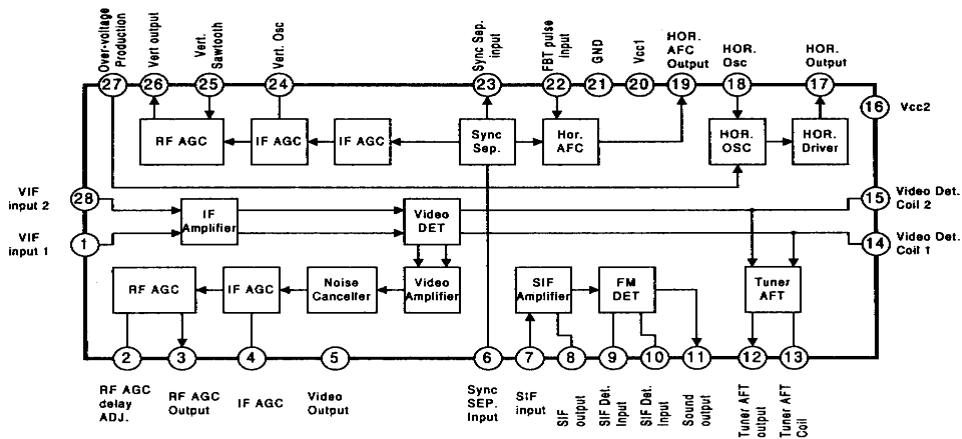 Over-voltage
Production
Vert output
Vert.
Sawtooth
Vert. Osc
Sync Sep.
input
FBT pulse
Input
GND
Vcc1
HOR.
AFC
Output
HOR.
Osc
HOR.
Output
27
26
25
24
23
22
21
20
19
18
17
16
Vcc2
RF AGC
IF AGC
IF AGC
Sync
Sep.
Hor.
AFC
HOR.
OSC
HOR.
Driver
VIF
input 2
28
IF
Amplifier
Video
DET
15
Video Det.
Coil 2
VIF
input 1
1
14
Video Det.
Coil 1
RF AGC
IF AGC
Noise
Canceller
Video
Amplifier
SIF
Amplifier
FM
DET
Tuner
AFT
2
3
4
5
6
7
8
9
10
11
12
13
RF AGC
delay
ADJ.
RF AGC
Output
IF AGC
Video
Output
Sync
SEP.
Input
SIF
input
SIF
output
SIF Det.
Input
SIF Det.
Input
Sound
output
Tuner AFT
output
Tuner AFT
Coil